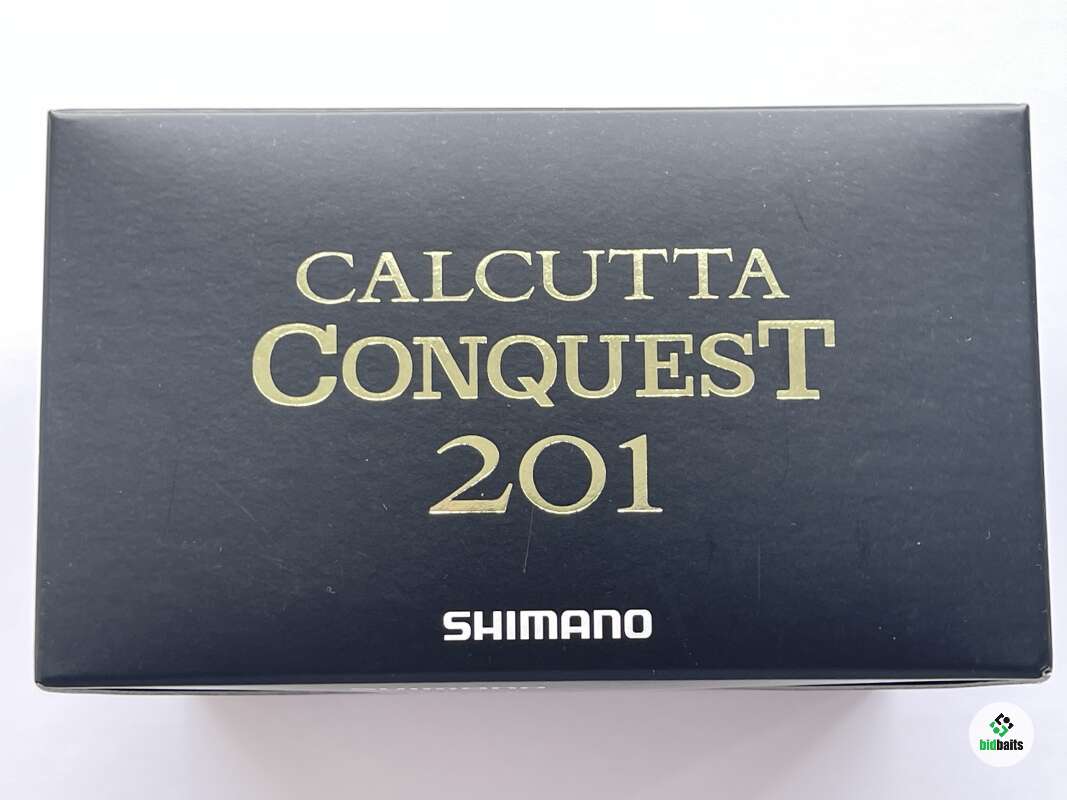 CALCUTTA
CONQUEST
201
SHIMANO
bidbaits